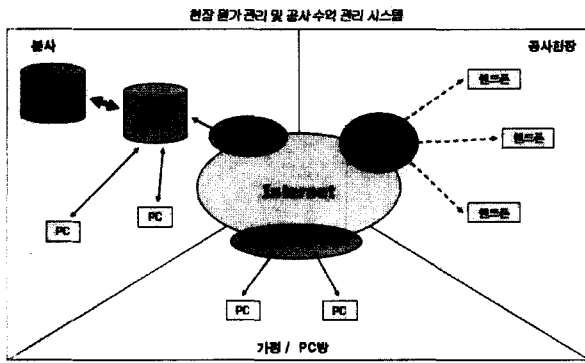 현장 원가 관리 및 공사 수익 관리 시스템
본사
공사현장
핸드폰
핸드폰
핸드폰
Internet
PC
PC
PC
PC
가정 / PC방